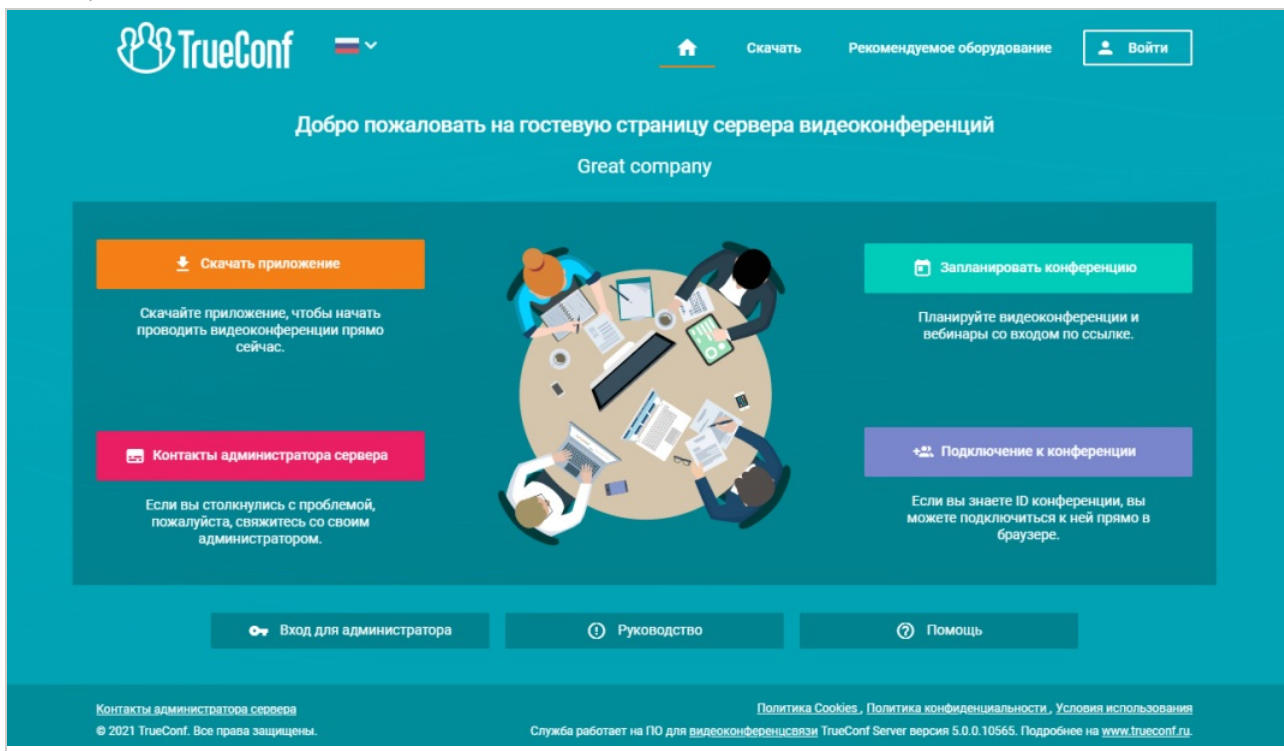 TrueConf
Скачать
Рекомендуемое оборудование
Войти
Добро пожаловать на гостевую страницу сервера видеоконференций
Great company
Скачать приложение
Скачайте приложение, чтобы начать
проводить видеоконференции прямо
сейчас.
Запланировать конференцию
Планируйте видеоконференции и
вебинары со входом по ссылке.
Контакты администратора сервера
Если вы столкнулись с проблемой,
пожалуйста, свяжитесь со своим
администратором.
Подключение к конференции
Если вы знаете ID конференции, вы
можете подключиться к ней прямо в
браузере.
Вход для администратора
Руководство
Помощь
Контакты администратора сервера
Политика Cookies , Политика конфиденциальности , Условия использования
© 2021 TrueConf. Все права защищены.
Служба работает на ПО для видеоконференцсвязи TrueConf Server версия 5.0.0.10565. Подробнее на www.trueconf.ru.